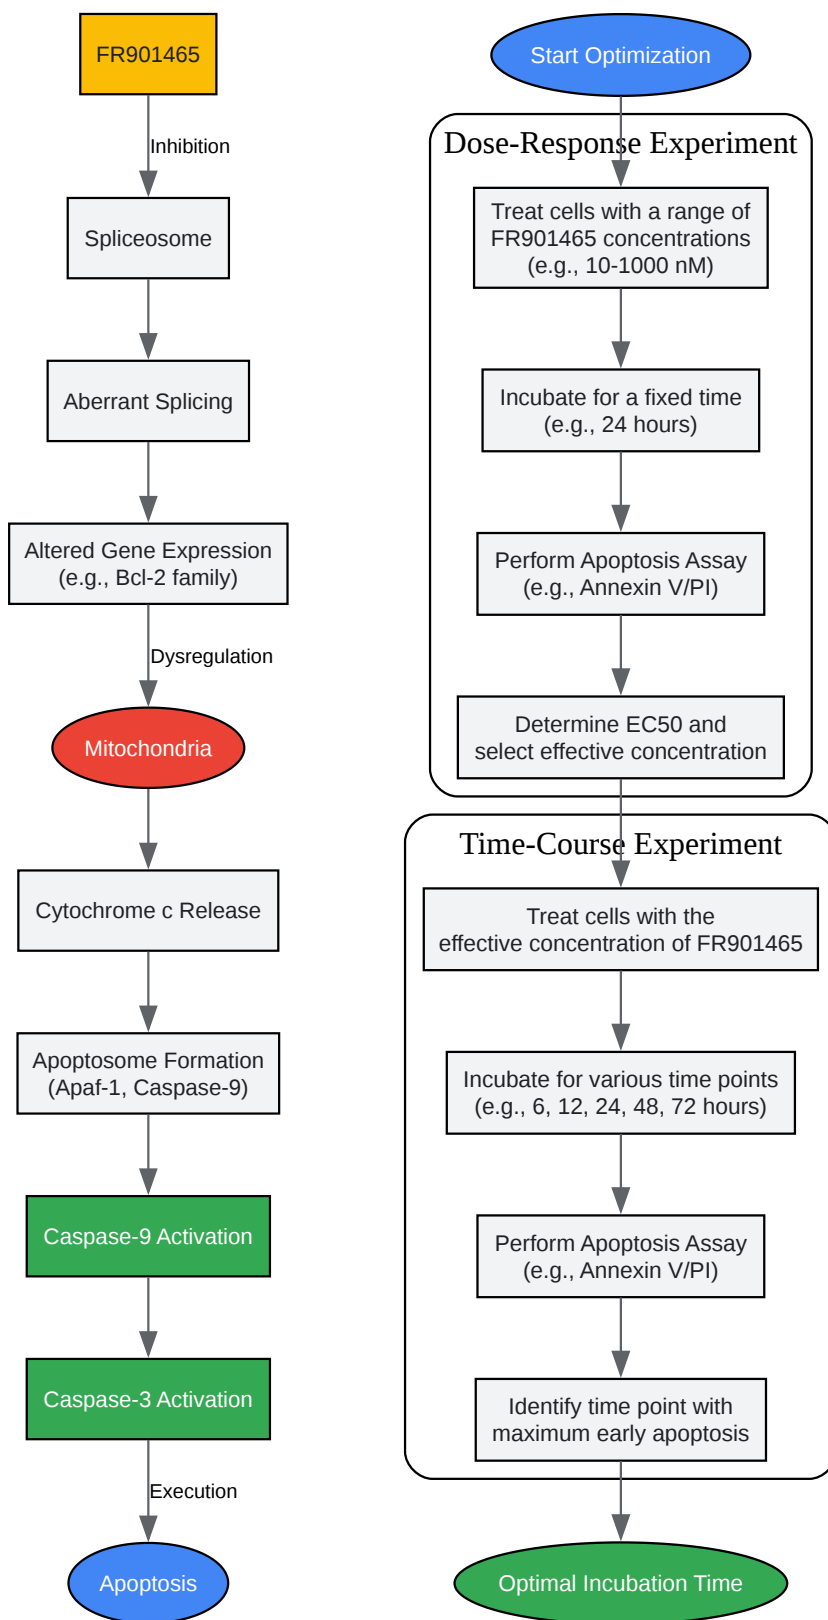 FR901465
Inhibition
Spliceosome
Aberrant Splicing
Altered Gene Expression
(e.g., Bcl-2 family)
Dysregulation
Mitochondria
Cytochrome c Release
Apoptosome Formation
(Apaf-1, Caspase-9)
Caspase-9 Activation
Caspase-3 Activation
Execution
Apoptosis
Start Optimization
Dose-Response Experiment
Treat cells with a range of
FR901465 concentrations
(e.g., 10-1000 nM)
Incubate for a fixed time
(e.g., 24 hours)
Perform Apoptosis Assay
(e.g., Annexin V/PI)
Determine EC50 and
select effective concentration
Time-Course Experiment
Treat cells with the
effective concentration of FR901465
Incubate for various time points
(e.g., 6, 12, 24, 48, 72 hours)
Perform Apoptosis Assay
(e.g., Annexin V/PI)
Identify time point with
maximum early apoptosis
Optimal Incubation Time